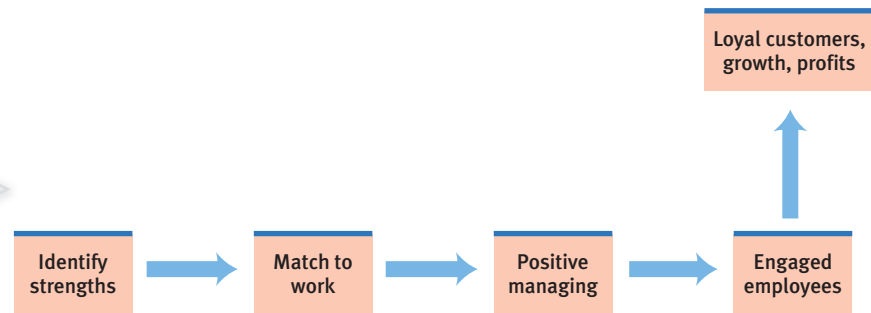 Loyal customers,
growth, profits
Identify
strengths
Match to
work
Positive
managing
Engaged
employees